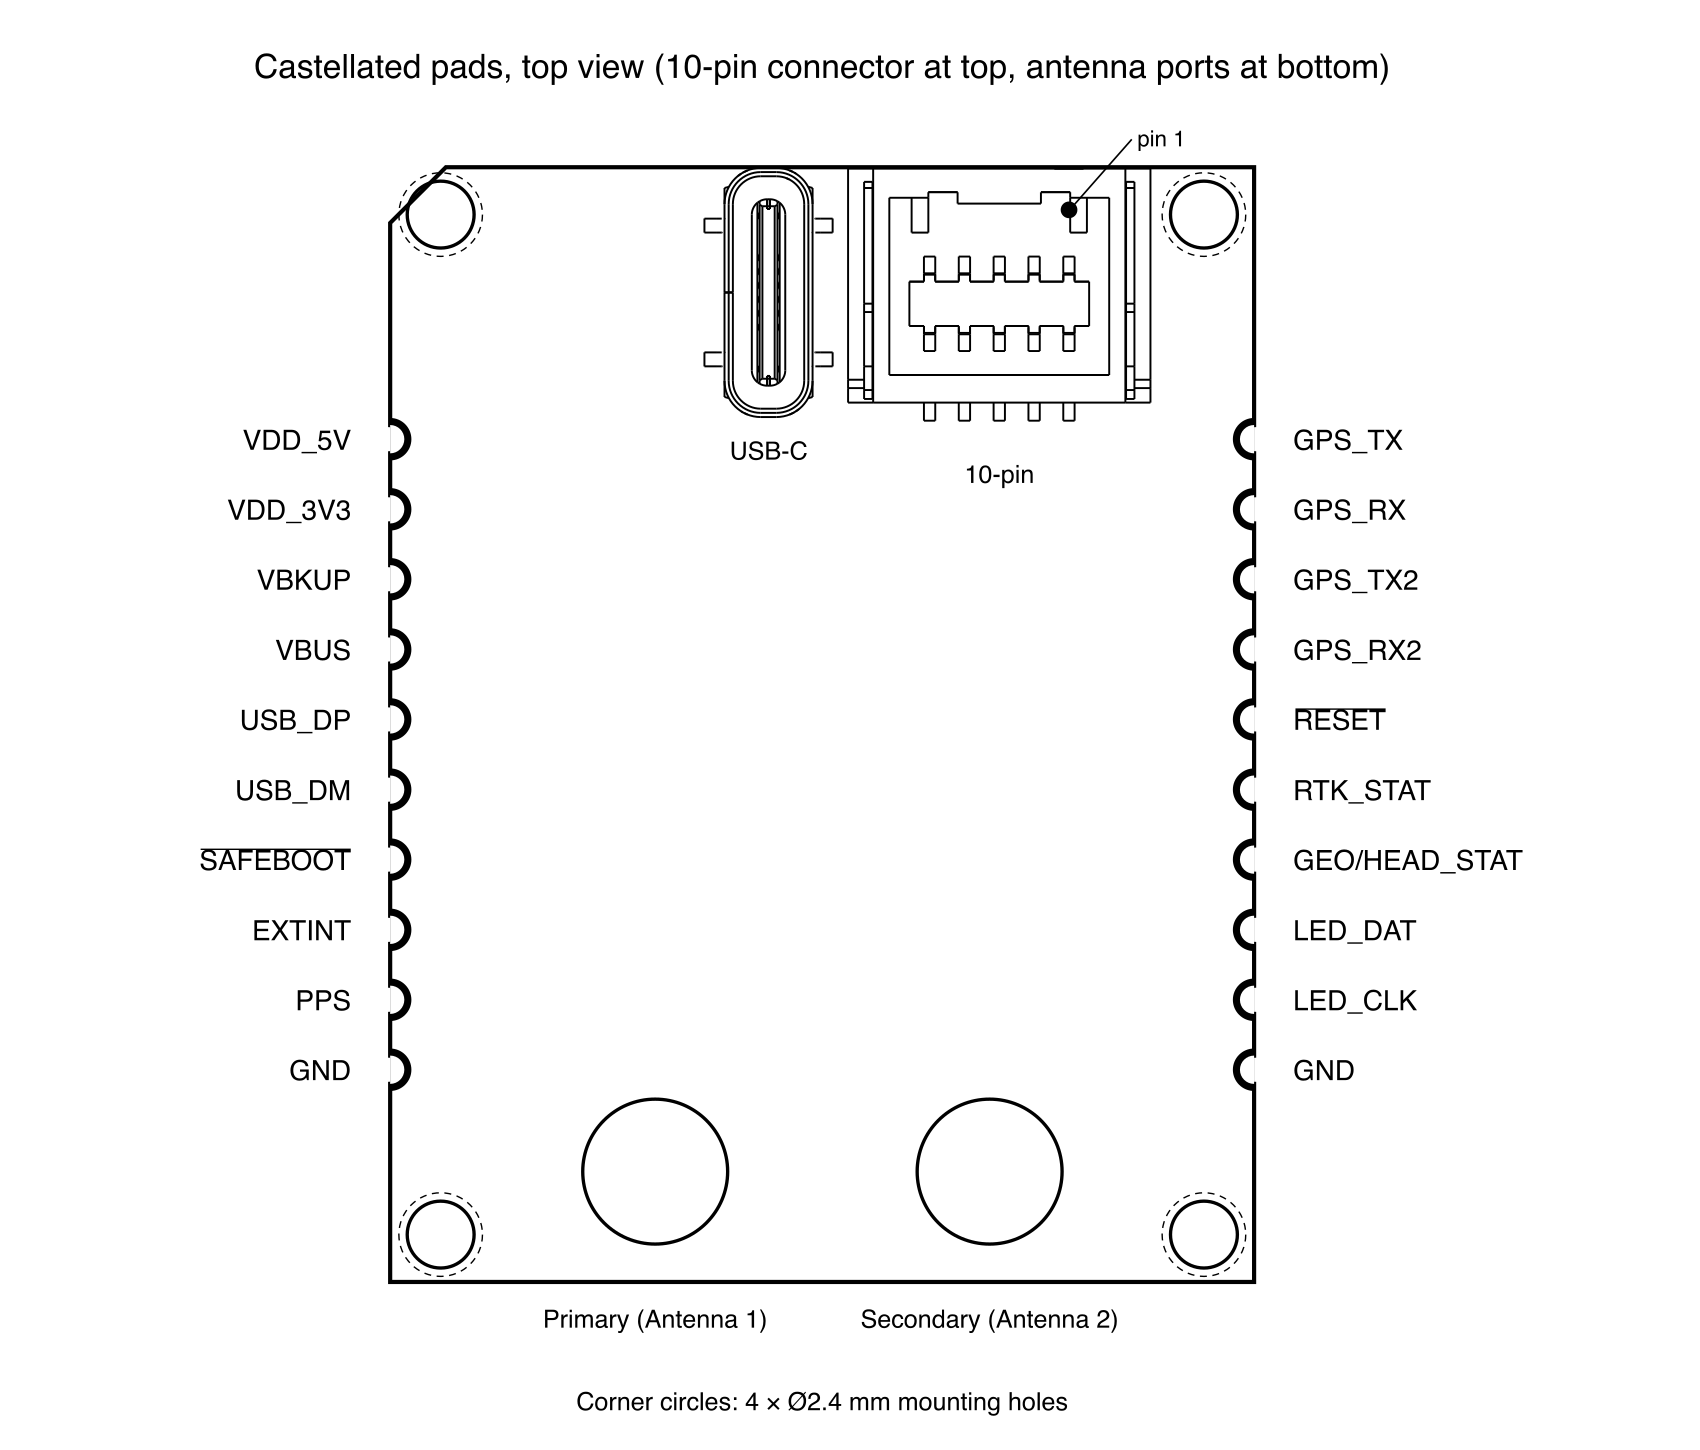 Castellated pads, top view (10-pin connector at top, antenna ports at bottom)
pin 1
USB-C
10-pin
VDD_5V
VDD_3V3
VBKUP
VBUS
USB_DP
USB_DM
SAFEBOOT
EXTINT
PPS
GND
GPS_TX
GPS_RX
GPS_TX2
GPS_RX2
RESET
RTK_STAT
GEO/HEAD_STAT
LED_DAT
LED_CLK
GND
Primary (Antenna 1)
Secondary (Antenna 2)
Corner circles: 4 × Ø2.4 mm mounting holes